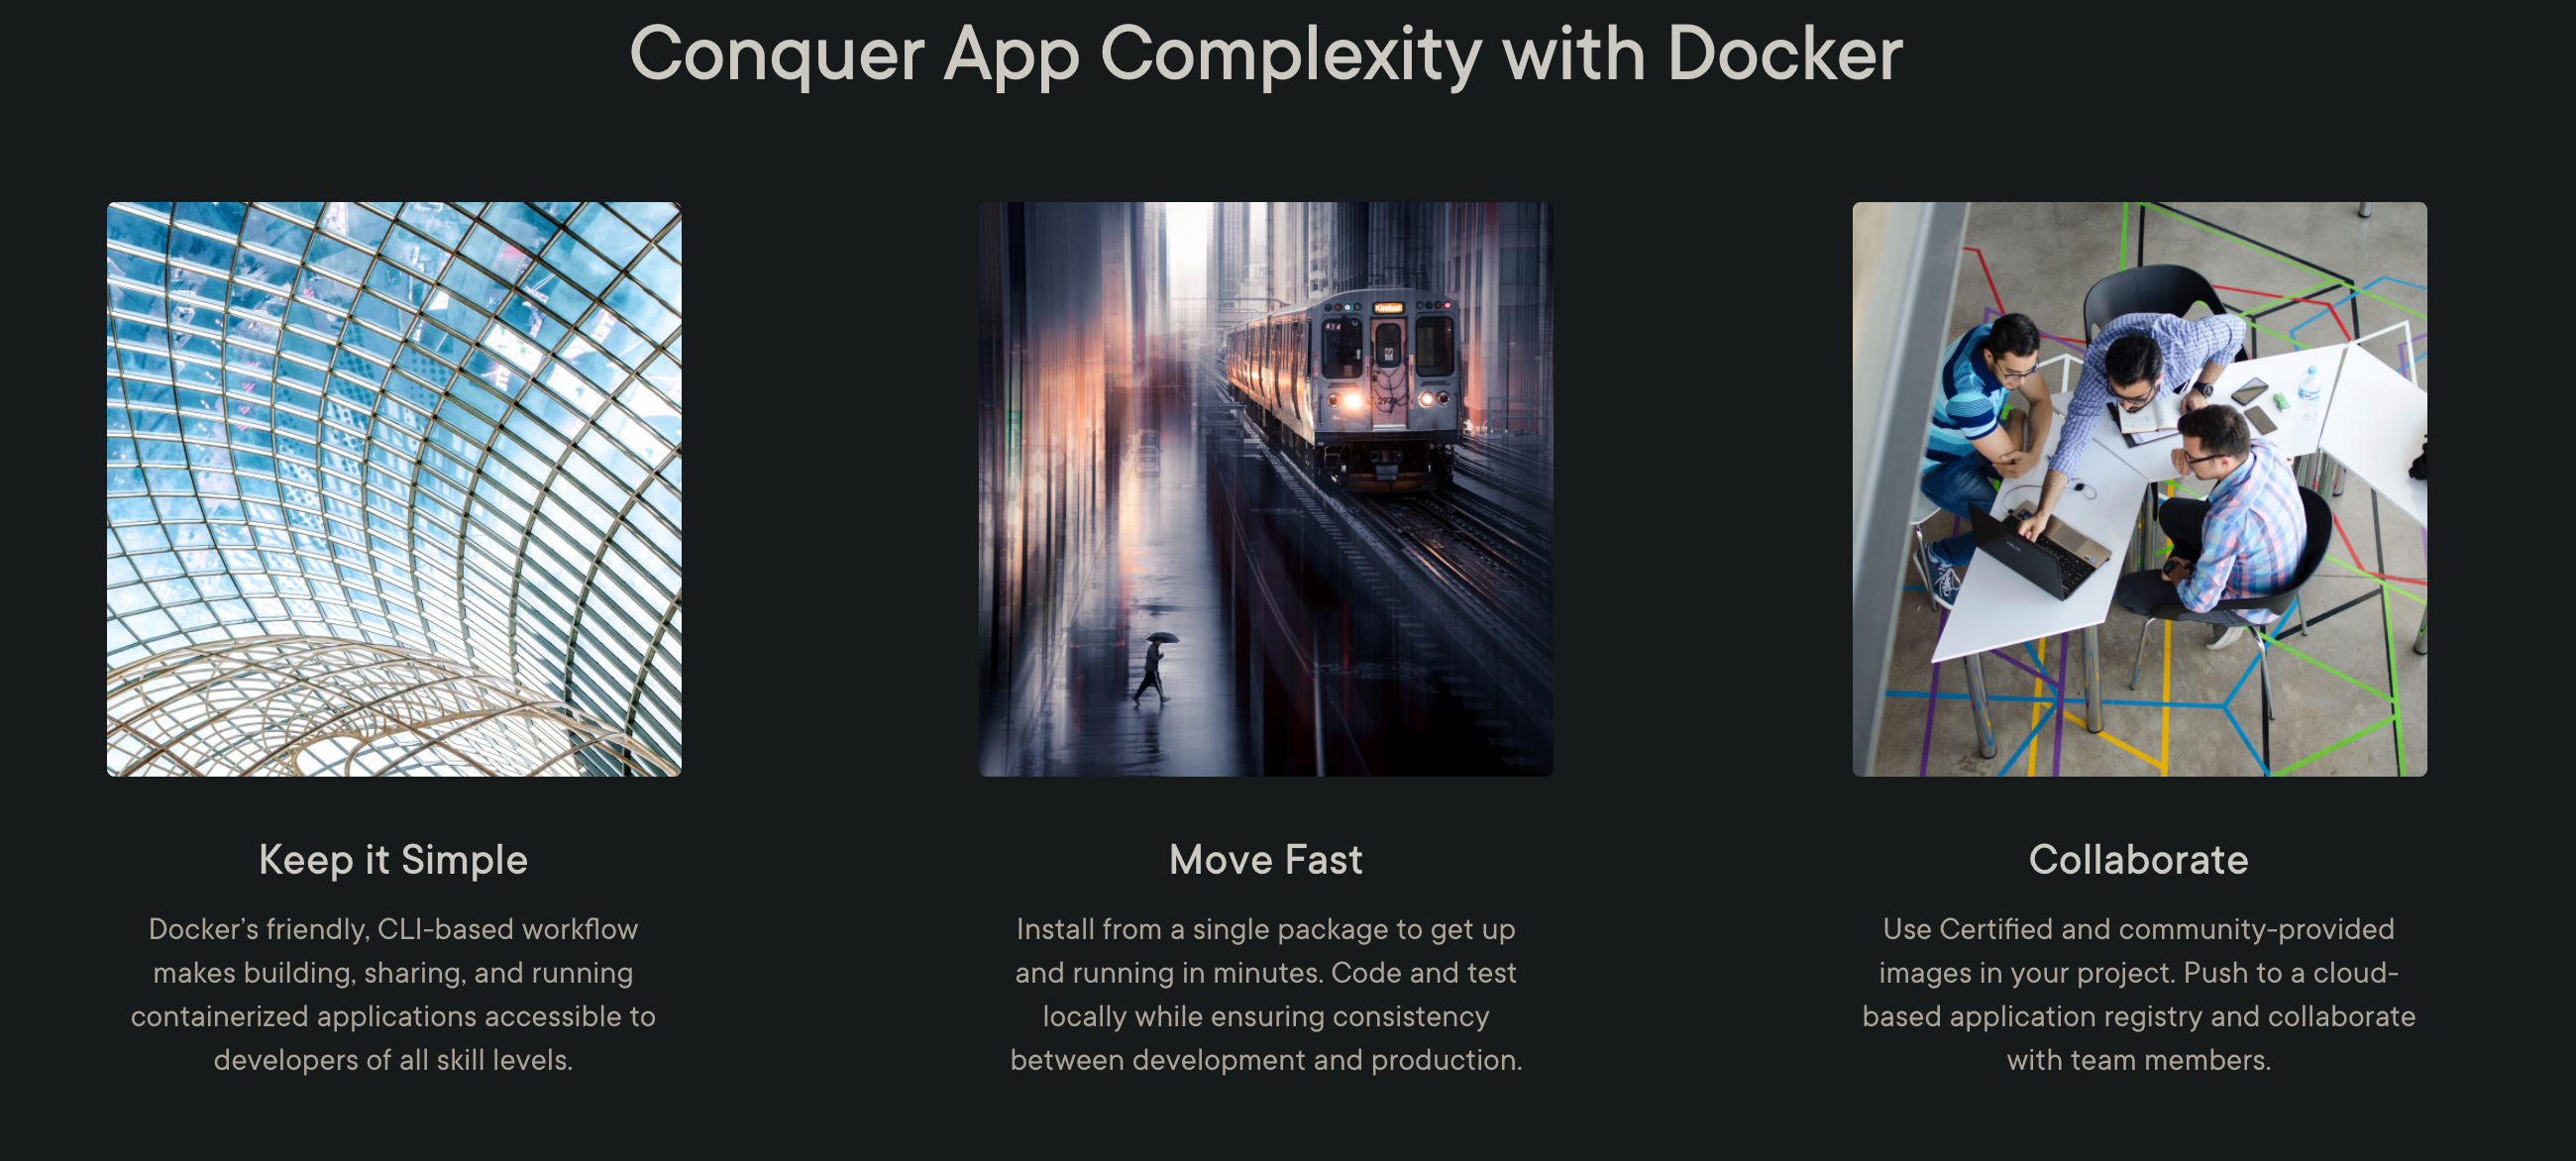 Conquer App Complexity with Docker
Kimball
Keep it Simple
Docker’s friendly, CLI-based workflow
makes building, sharing, and running
containerized applications accessible to
developers of all skill levels.
Move Fast
Install from a single package to get up
and running in minutes. Code and test
locally while ensuring consistency
between development and production.
Collaborate
Use Certified and community-provided
images in your project. Push to a cloud-
based application registry and collaborate
with team members.